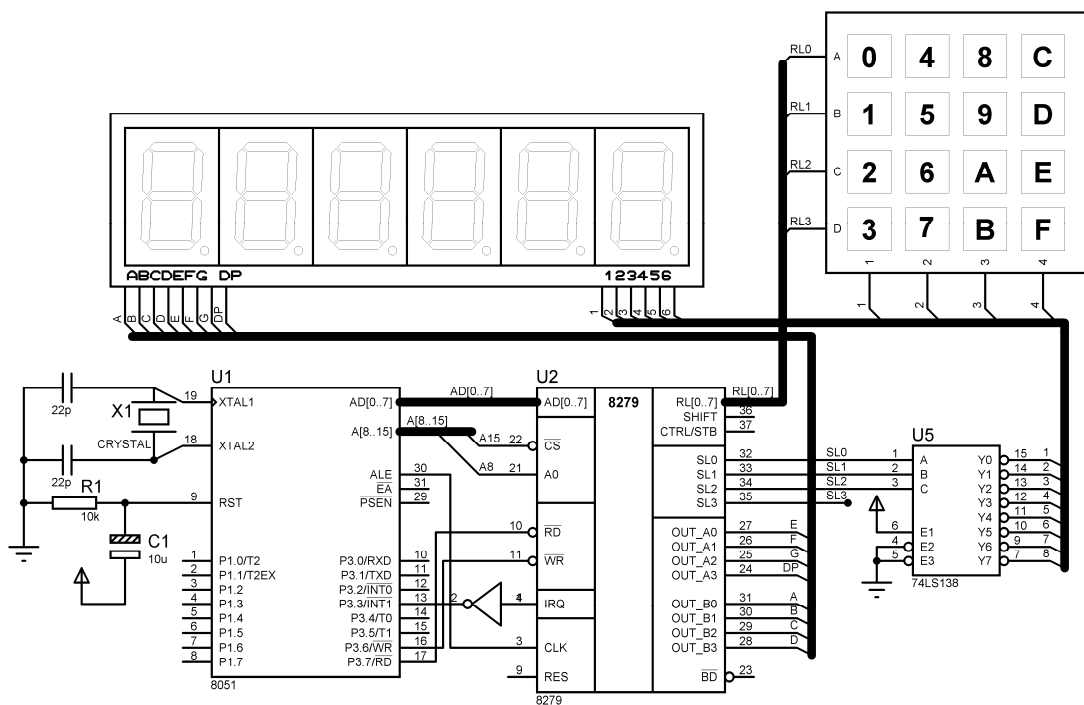 RL0 A 0 4 8 C
RL1 B 1 5 9 D
RL2 C 2 6 A E
RL3 D 3 7 B F
1 2 3 4
1 2 3 4
ABCDEFG DP 123456
A B C D E F G DP
1 2 3 4 5 6
U1
8051
19 XTAL1
18 XTAL2
9 RST
1 P1.0/T2
2 P1.1/T2EX
3 P1.2
4 P1.3
5 P1.4
6 P1.5
7 P1.6
8 P1.7
AD[0..7]
A[8..15]
ALE 30
EA 31
PSEN 29
P3.0/RXD 10
P3.1/TXD 11
P3.2/INT0 12
P3.3/INT1 13
P3.4/T0 14
P3.5/T1 15
P3.6/WR 16
P3.7/RD 17
22p
X1
CRYSTAL
22p
R1
10k
C1
10u
AD[0..7]
A[8..15]
A15
A8
2
U2
8279
8279
AD[0..7]
22 CS
21 A0
10 RD
11 WR
4 IRQ
3 CLK
9 RES
RL[0..7] RL[0..7]
SHIFT 36
CTRL/STB 37
SL0 32 SL0
SL1 33 SL1
SL2 34 SL2
SL3 35 SL3
OUT_A0 27 E
OUT_A1 26 F
OUT_A2 25 G
OUT_A3 24 DP
OUT_B0 31 A
OUT_B1 30 B
OUT_B2 29 C
OUT_B3 28 D
BD 23
U5
74LS138
1 A
2 B
3 C
6 E1
4 E2
5 E3
Y0 15 1
Y1 14 2
Y2 13 3
Y3 12 4
Y4 11 5
Y5 10 6
Y6 9 7
Y7 7 8